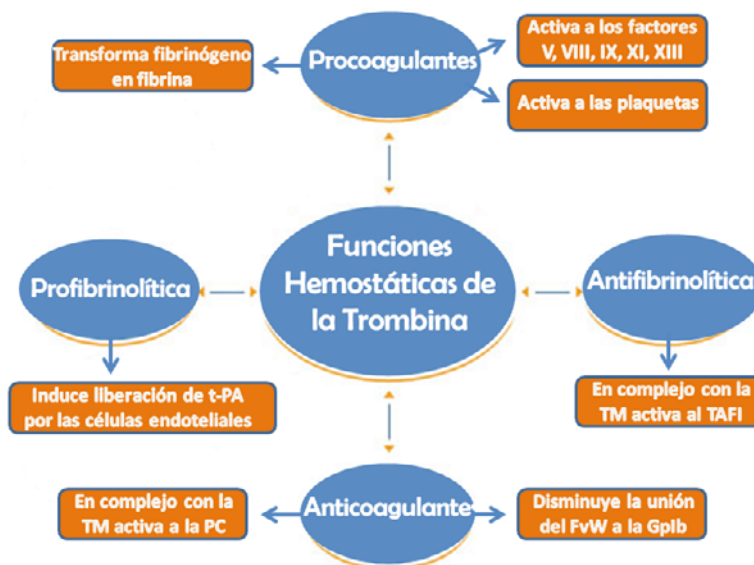 Transforma fibrinógeno
en fibrina
Procoagulantes
Activa a los factores
V, VIII, IX, XI, XIII
Activa a las plaquetas
Funciones
Hemostáticas de
la Trombina
Profibrinolítica
Antifibrinolítica
Induce liberación de t-PA
por las células endoteliales
En complejo con la
TM activa al TAFI
En complejo con la
TM activa a la PC
Anticoagulante
Disminuye la unión
del FvW a la GpIb